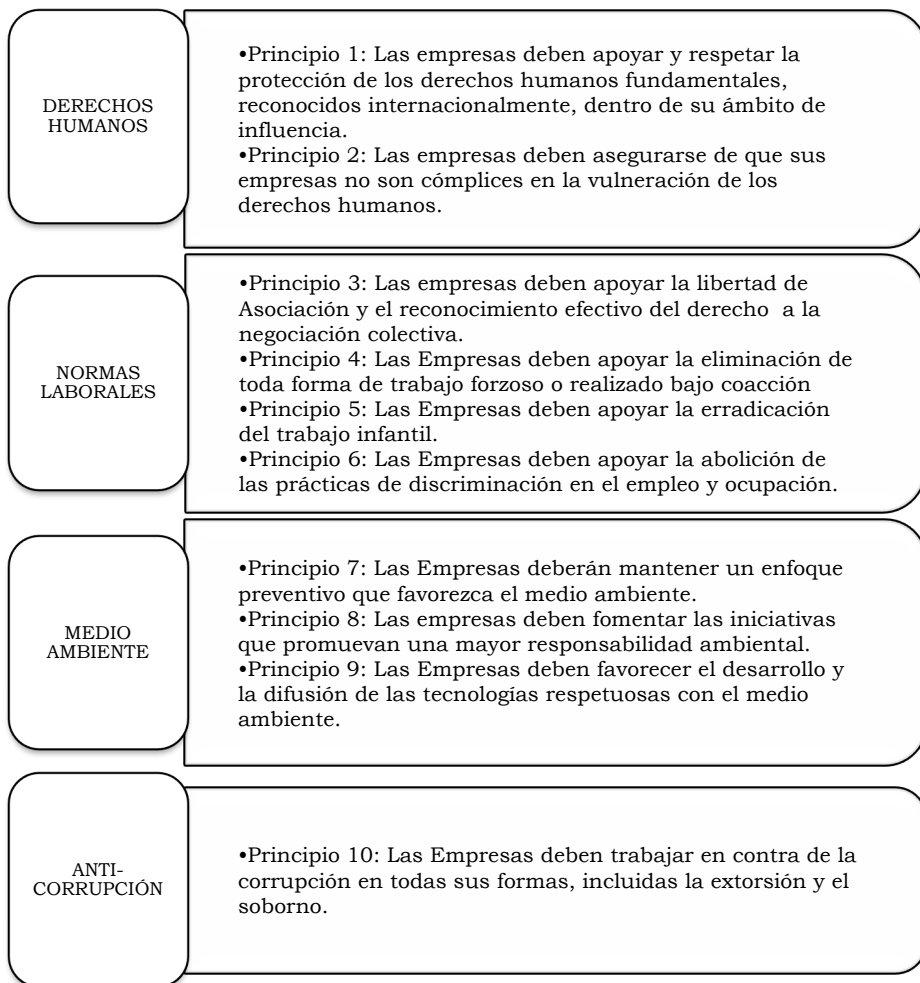 DERECHOS
HUMANOS
•Principio 1: Las empresas deben apoyar y respetar la
protección de los derechos humanos fundamentales,
reconocidos internacionalmente, dentro de su ámbito de
influencia.
•Principio 2: Las empresas deben asegurarse de que sus
empresas no son cómplices en la vulneración de los
derechos humanos.
NORMAS
LABORALES
•Principio 3: Las empresas deben apoyar la libertad de
Asociación y el reconocimiento efectivo del derecho  a la
negociación colectiva.
•Principio 4: Las Empresas deben apoyar la eliminación de
toda forma de trabajo forzoso o realizado bajo coacción
•Principio 5: Las Empresas deben apoyar la erradicación
del trabajo infantil.
•Principio 6: Las Empresas deben apoyar la abolición de
las prácticas de discriminación en el empleo y ocupación.
MEDIO
AMBIENTE
•Principio 7: Las Empresas deberán mantener un enfoque
preventivo que favorezca el medio ambiente.
•Principio 8: Las empresas deben fomentar las iniciativas
que promuevan una mayor responsabilidad ambiental.
•Principio 9: Las Empresas deben favorecer el desarrollo y
la difusión de las tecnologías respetuosas con el medio
ambiente.
ANTI-
CORRUPCIÓN
•Principio 10: Las Empresas deben trabajar en contra de la
corrupción en todas sus formas, incluidas la extorsión y el
soborno.